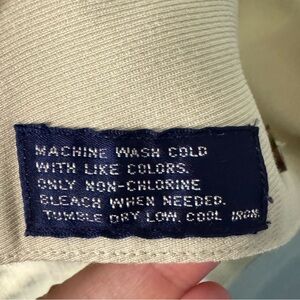 MACHINE WASH COLD
WITH LIKE COLORS.
ONLY NON-CHLORINE
BLEACH WHEN NEEDED.
TUMBLE DRY LOW. COOL IRON.